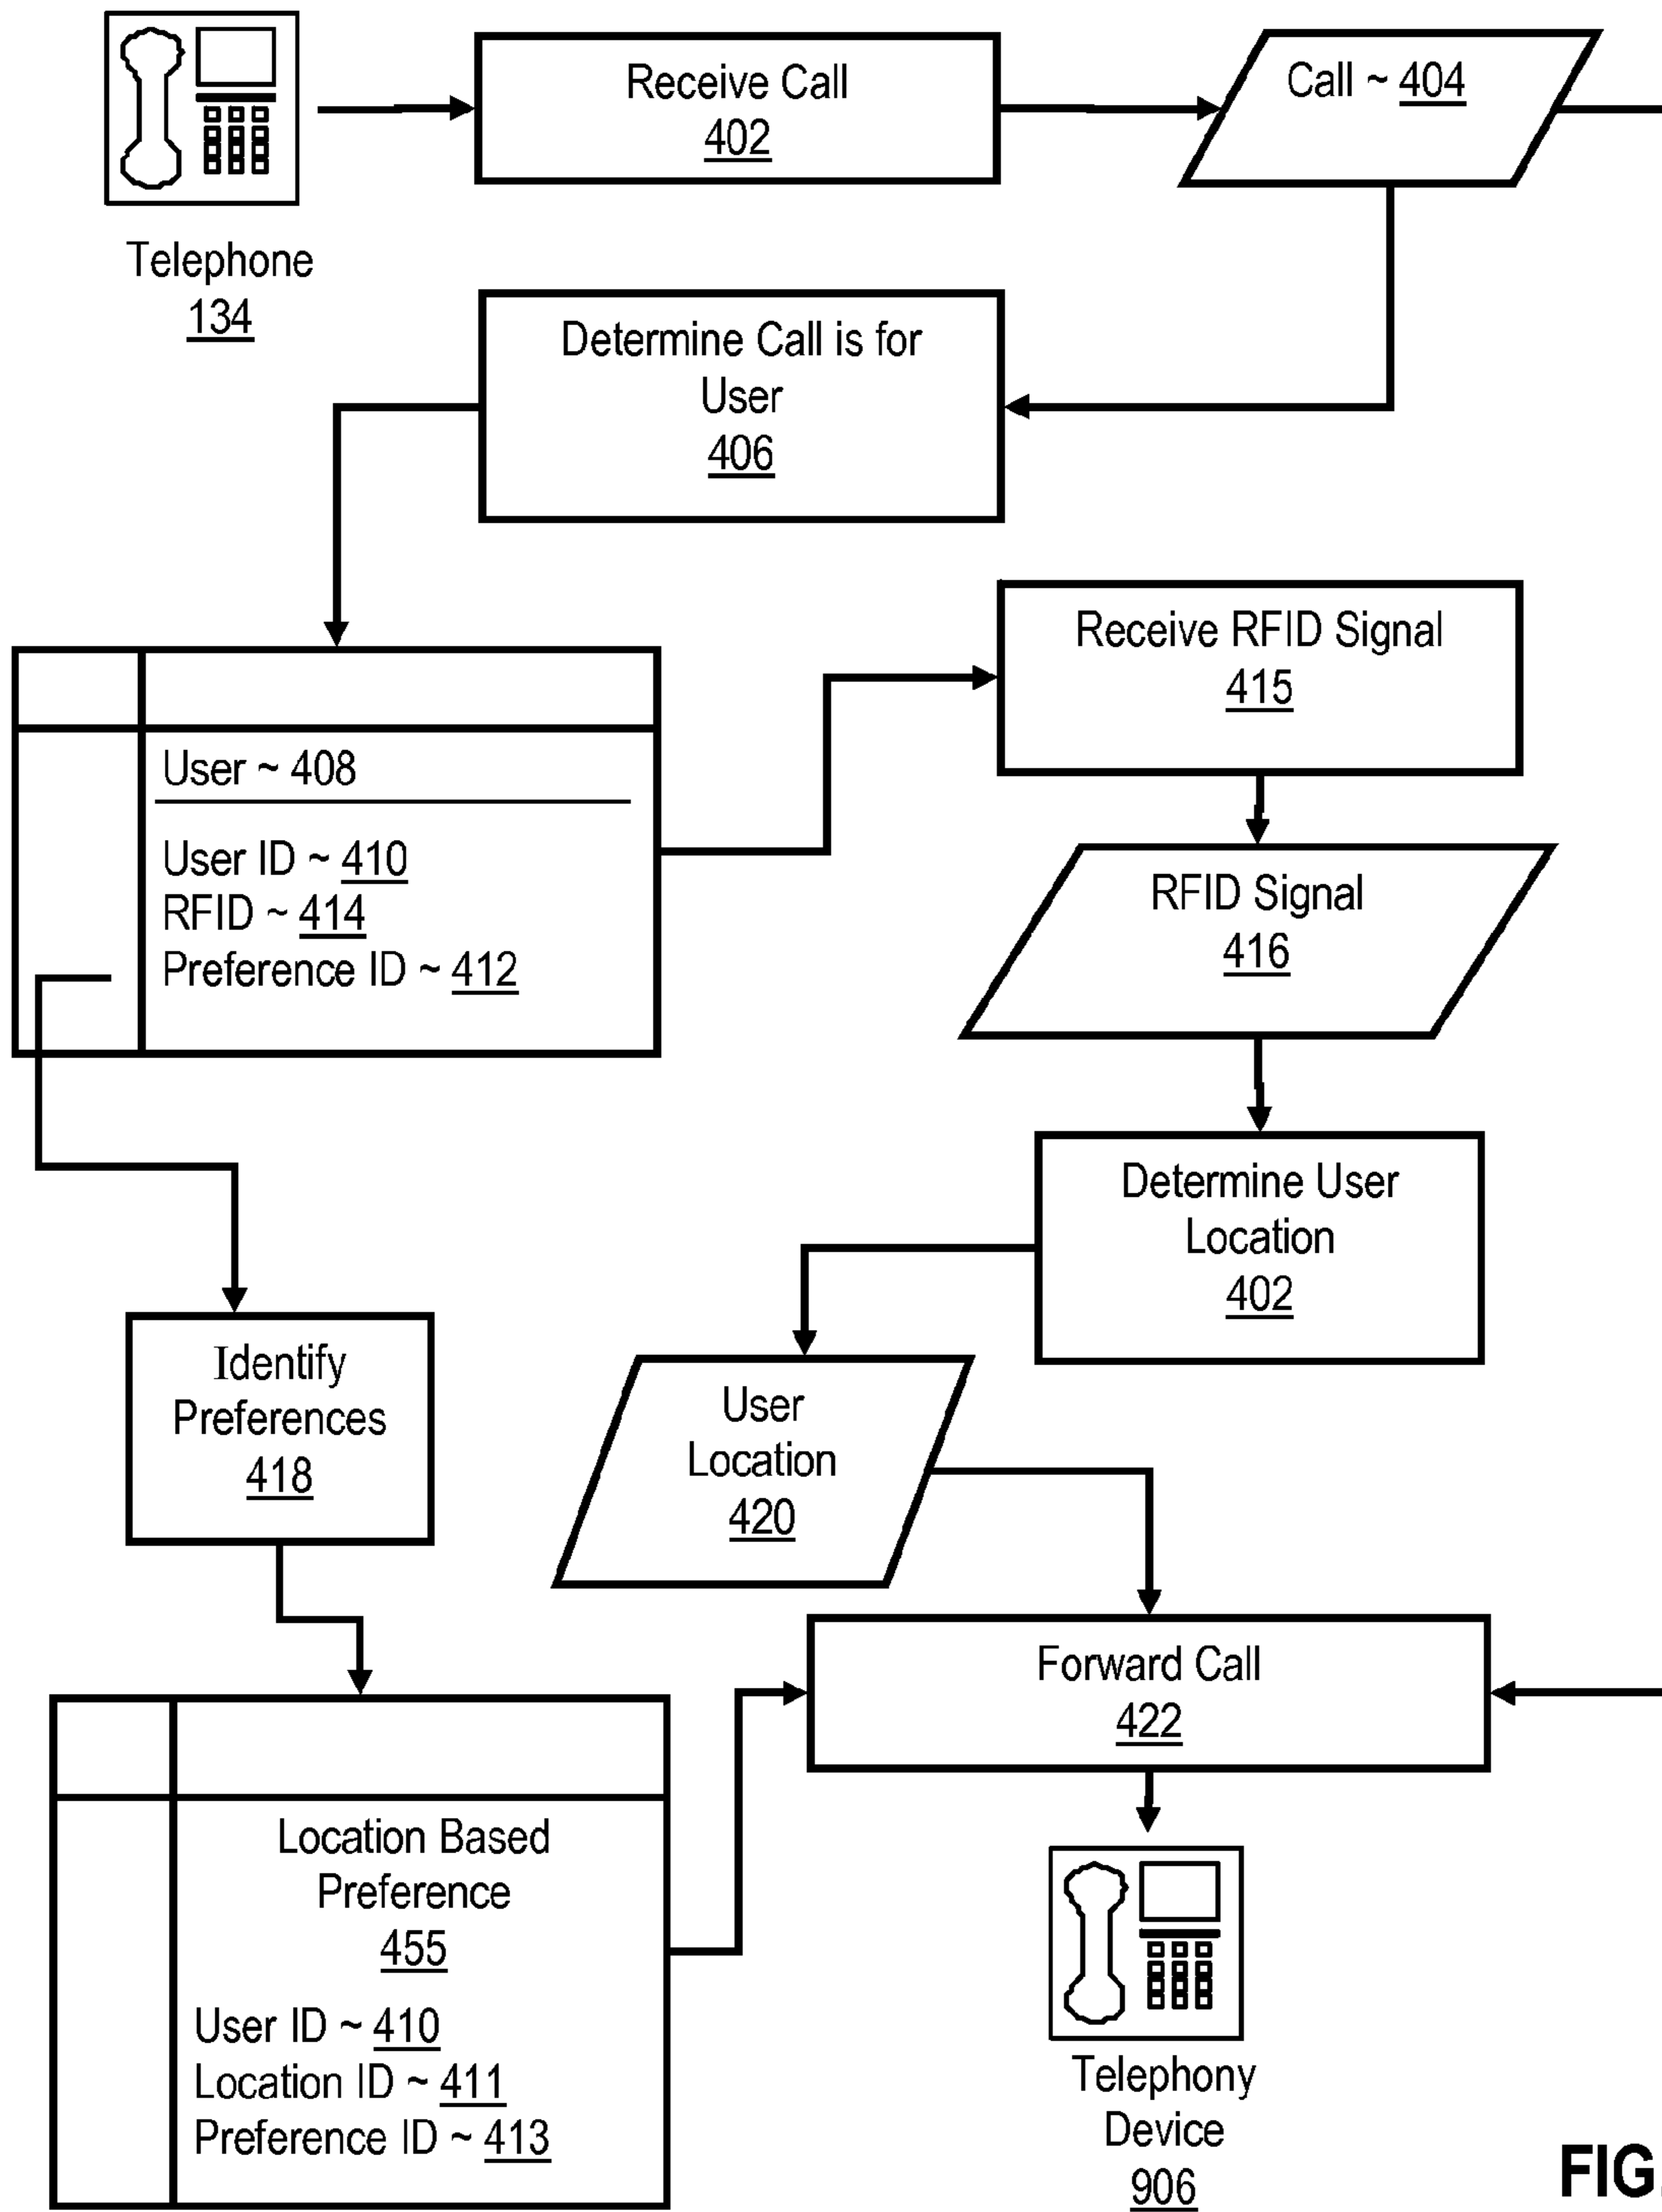 Receive Call
402
Call ~ 404
Telephone
134
Determine Call is for
User
406
Receive RFID Signal
415
User ~ 408
User ID ~ 410
RFID ~ 414
Preference ID ~ 412
RFID Signal
416
Determine User
Location
402
Identify
Preferences
418
User
Location
420
Forward Call
422
Location Based
Preference
455
User ID ~ 410
Location ID ~ 411
Preference ID ~ 413
Telephony
Device
906
FIG.